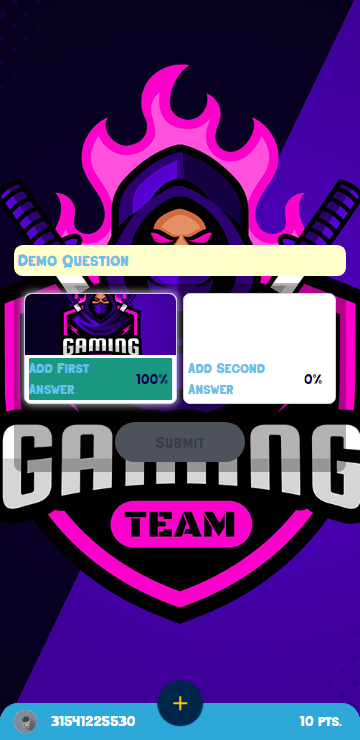 Demo Question
GAMING
Add First
Answer
100%
Add Second
Answer
0%
Submit
GAMING
TEAM
+
31541225530
10 PTS.